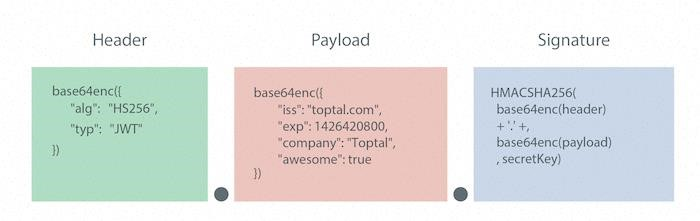 Header
base64enc({
"alg": "HS256",
"typ": "JWT"
})
Payload
base64enc({
"iss": "toptal.com",
"exp": 1426420800,
"company": "Toptal",
"awesome": true
})
Signature
HMACSHA256(
base64enc(header)
+ '.' +,
base64enc(payload)
, secretKey)